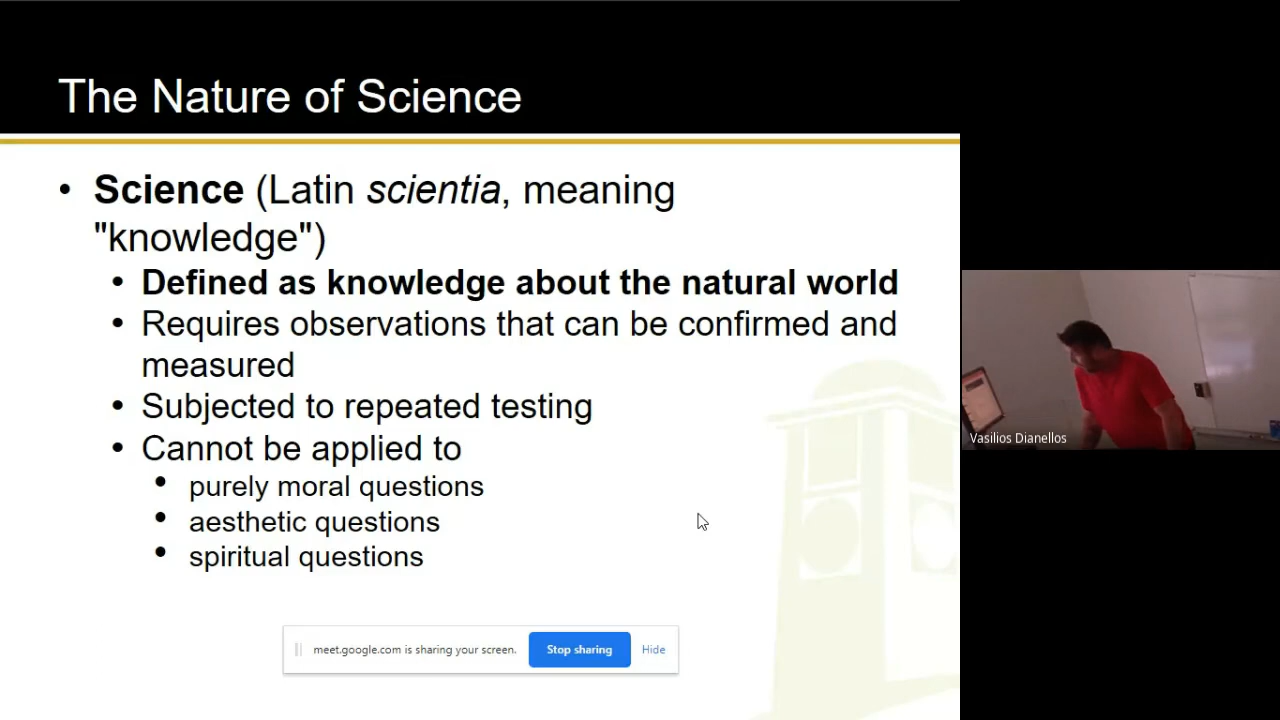 The Nature of Science
• Science (Latin scientia, meaning
"knowledge")
• Defined as knowledge about the natural world
• Requires observations that can be confirmed and
measured
• Subjected to repeated testing
• Cannot be applied to
• purely moral questions
• aesthetic questions
• spiritual questions
meet.google.com is sharing your screen. Stop sharing Hide
Vasilios Dianellos